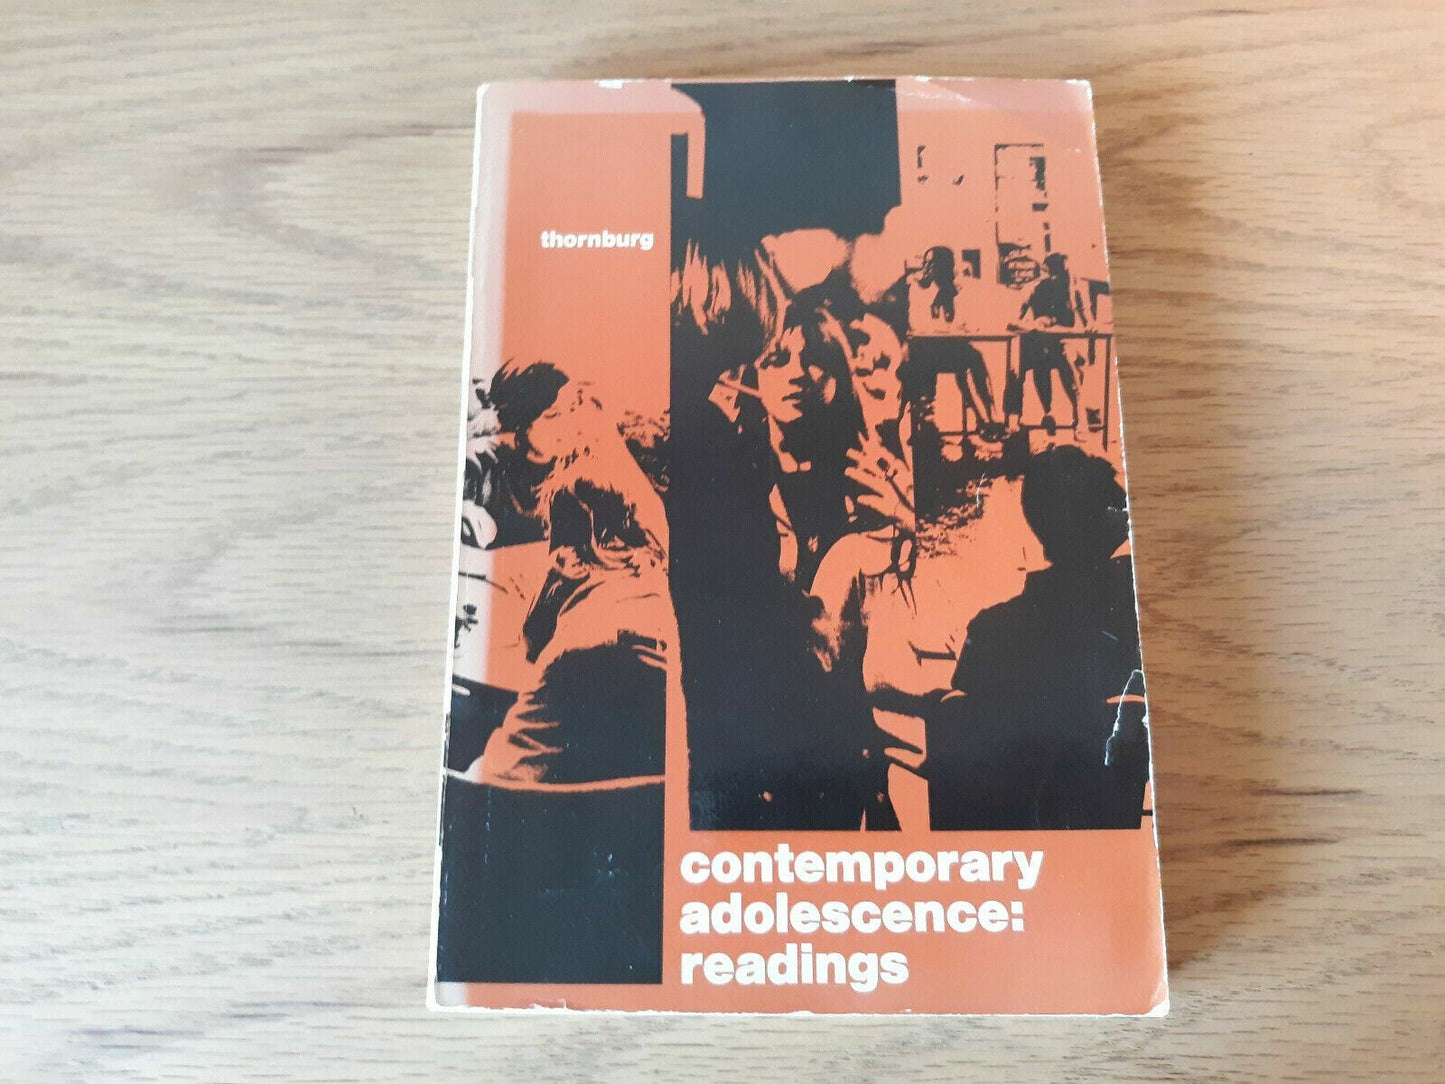 thornburg
contemporary
adolescence:
readings